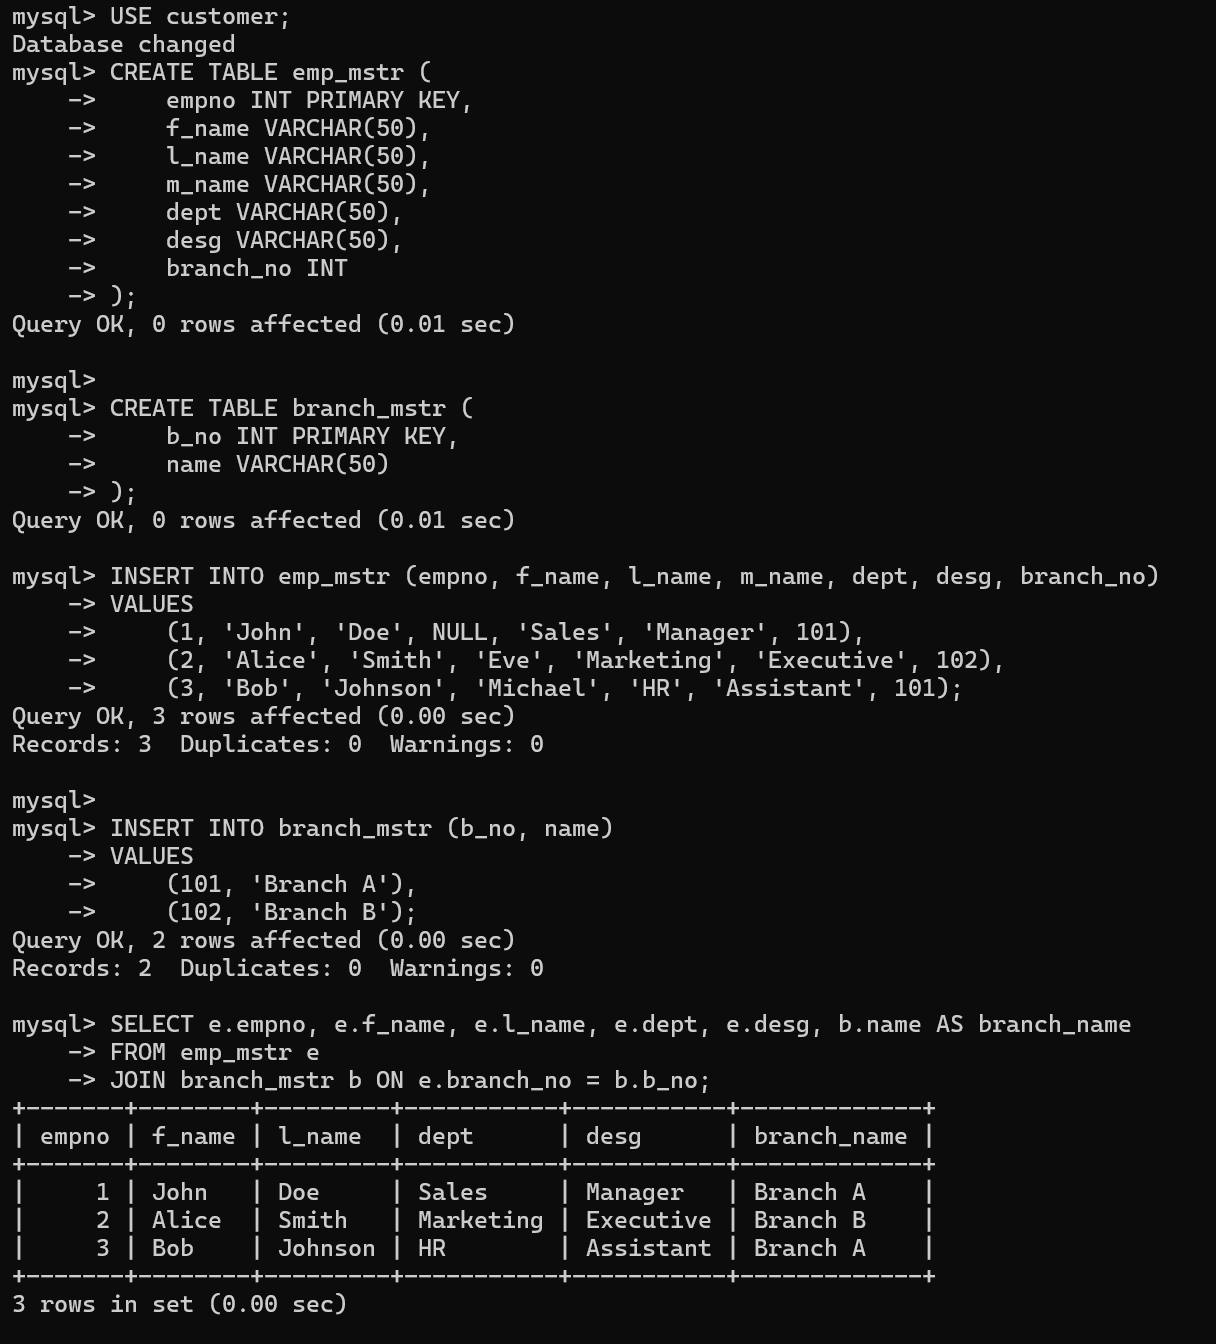 mysql> USE customer;
Database changed
mysql> CREATE TABLE emp_mstr (
    ->     empno INT PRIMARY KEY,
    ->     f_name VARCHAR(50),
    ->     l_name VARCHAR(50),
    ->     m_name VARCHAR(50),
    ->     dept VARCHAR(50),
    ->     desg VARCHAR(50),
    ->     branch_no INT
    -> );
Query OK, 0 rows affected (0.01 sec)

mysql>
mysql> CREATE TABLE branch_mstr (
    ->     b_no INT PRIMARY KEY,
    ->     name VARCHAR(50)
    -> );
Query OK, 0 rows affected (0.01 sec)

mysql> INSERT INTO emp_mstr (empno, f_name, l_name, m_name, dept, desg, branch_no)
    -> VALUES
    ->     (1, 'John', 'Doe', NULL, 'Sales', 'Manager', 101),
    ->     (2, 'Alice', 'Smith', 'Eve', 'Marketing', 'Executive', 102),
    ->     (3, 'Bob', 'Johnson', 'Michael', 'HR', 'Assistant', 101);
Query OK, 3 rows affected (0.00 sec)
Records: 3  Duplicates: 0  Warnings: 0

mysql>
mysql> INSERT INTO branch_mstr (b_no, name)
    -> VALUES
    ->     (101, 'Branch A'),
    ->     (102, 'Branch B');
Query OK, 2 rows affected (0.00 sec)
Records: 2  Duplicates: 0  Warnings: 0

mysql> SELECT e.empno, e.f_name, e.l_name, e.dept, e.desg, b.name AS branch_name
    -> FROM emp_mstr e
    -> JOIN branch_mstr b ON e.branch_no = b.b_no;
+-------+--------+---------+-----------+-----------+-------------+
| empno | f_name | l_name  | dept      | desg      | branch_name |
+-------+--------+---------+-----------+-----------+-------------+
|     1 | John   | Doe     | Sales     | Manager   | Branch A    |
|     2 | Alice  | Smith   | Marketing | Executive | Branch B    |
|     3 | Bob    | Johnson | HR        | Assistant | Branch A    |
+-------+--------+---------+-----------+-----------+-------------+
3 rows in set (0.00 sec)